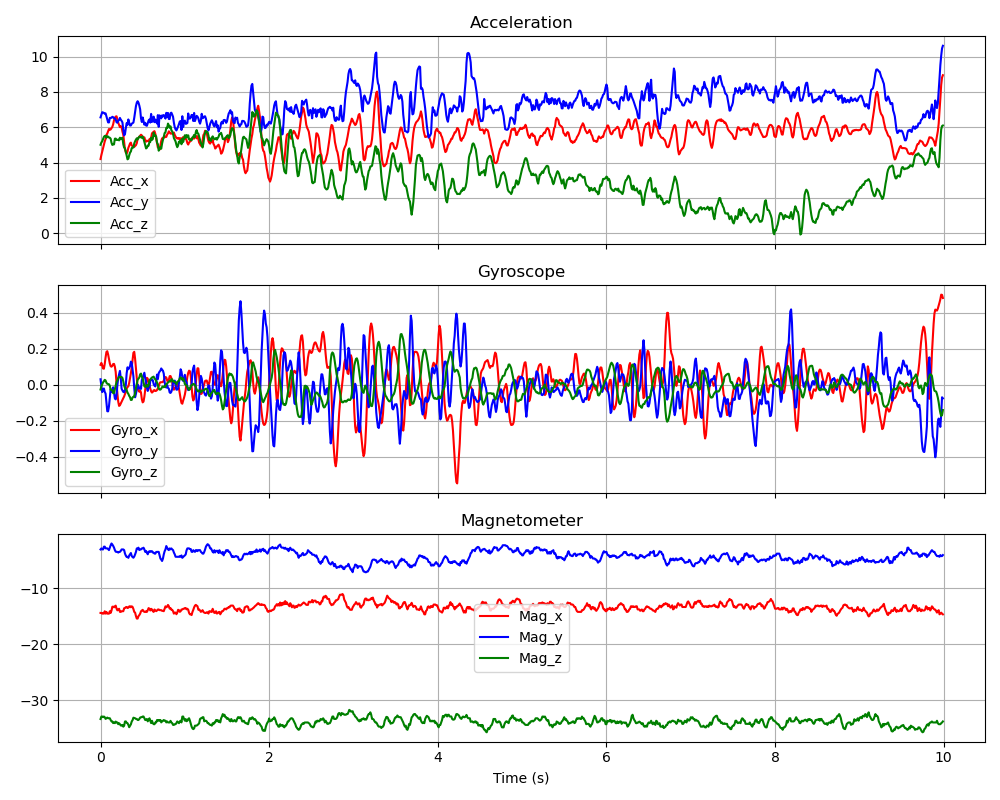 Acceleration
10
8
6
4
2
0
Acc_x
Acc_y
Acc_z
Gyroscope
0.4
0.2
0.0
−0.2
−0.4
Gyro_x
Gyro_y
Gyro_z
Magnetometer
−10
−20
−30
Mag_x
Mag_y
Mag_z
0 2 4 6 8 10
Time (s)